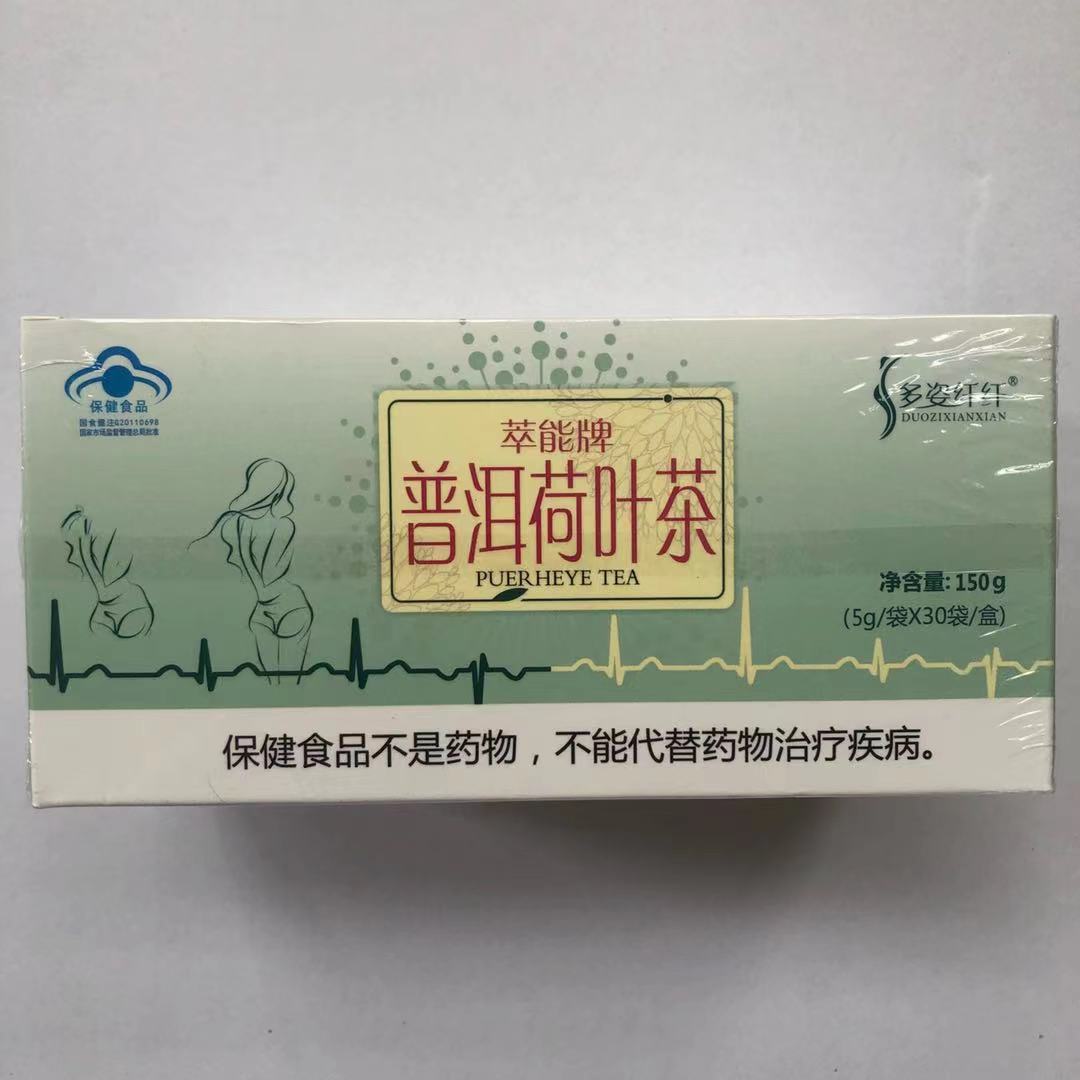 保健食品
国食健注G20110698
国家市场监督管理总局批准
多姿纤纤®
DUOZIXIANXIAN
萃能牌
普洱荷叶茶
PUERHEYE TEA
净含量: 150g
(5g/袋X30袋/盒)
保健食品不是药物，不能代替药物治疗疾病。